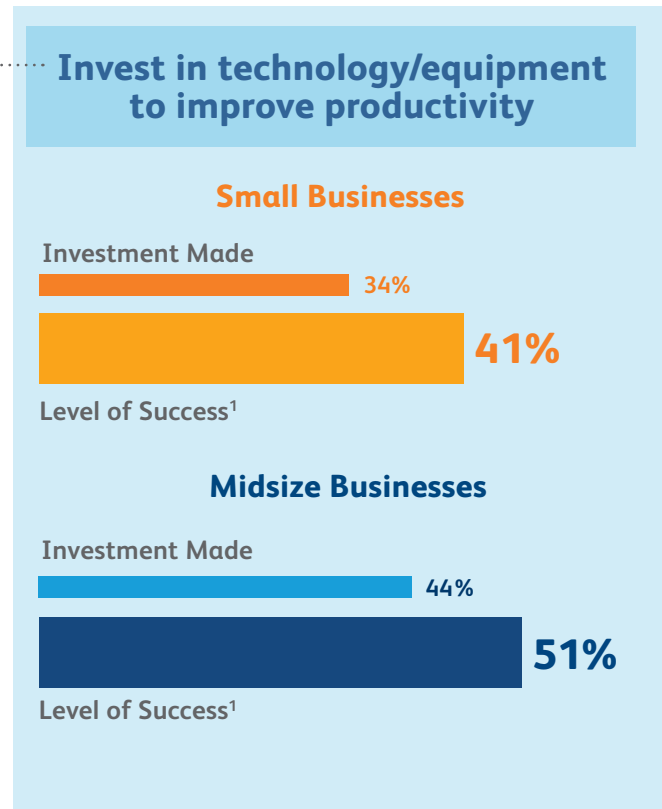 Invest in technology/equipment
to improve productivity
Small Businesses
Investment Made
34%
41%
Level of Success¹
Midsize Businesses
Investment Made
44%
51%
Level of Success¹